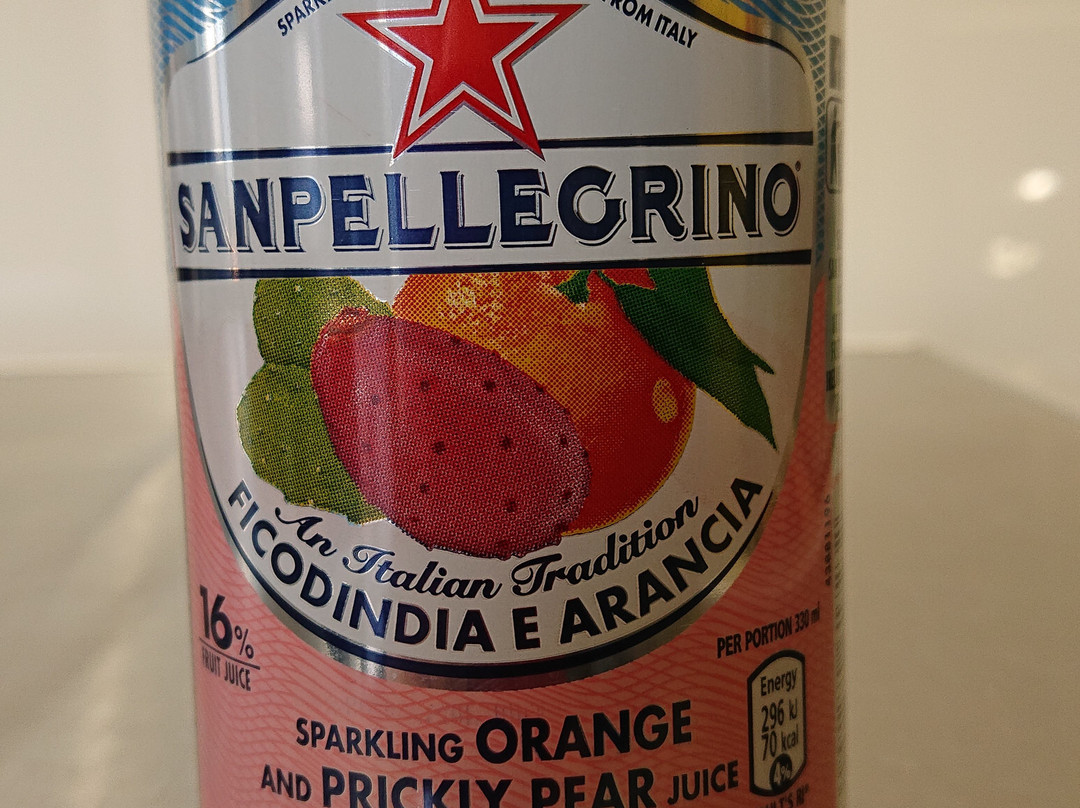 FROM ITALY
SANPELLEGRINO
An Italian Tradition
FICODINDIA E ARANCIA
16%
FRUIT JUICE
PER PORTION 330 ml
Energy
296 kJ
70 kcal
4%
SPARKLING ORANGE
AND PRICKLY PEAR JUICE